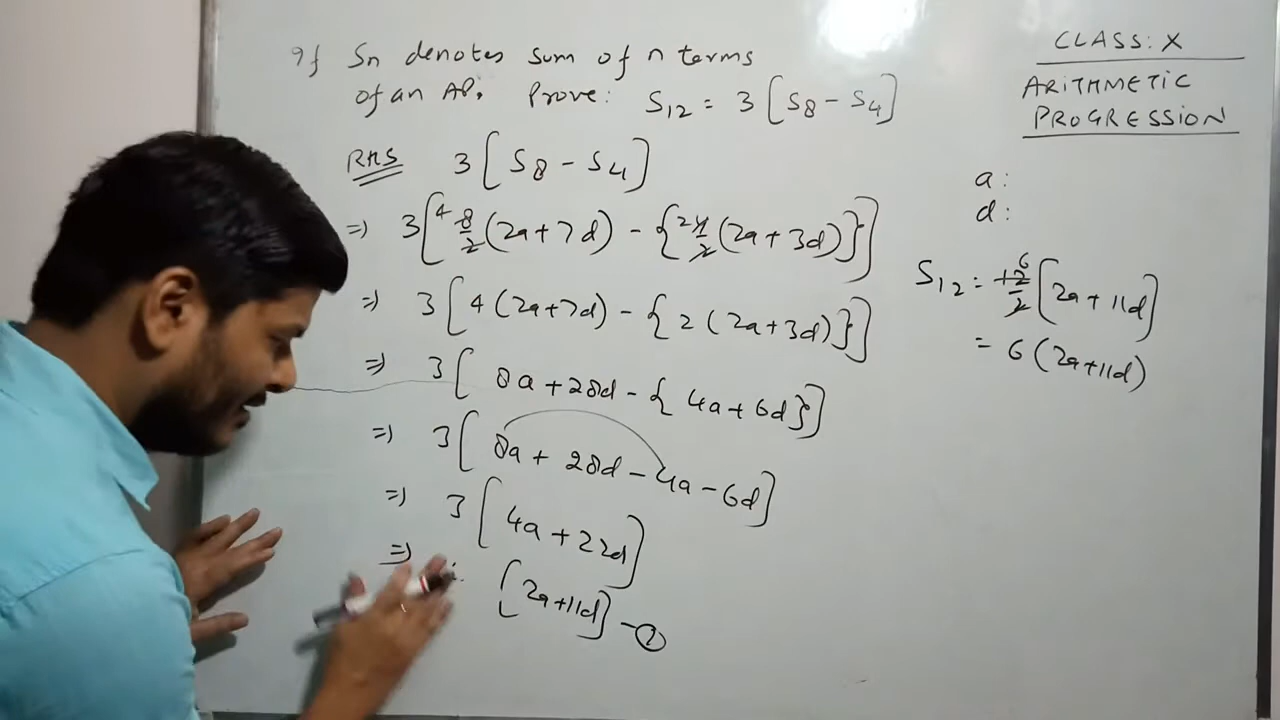 If Sn denotes sum of n terms
of an AP. Prove: S12 = 3[S8 - S4]
RHS 3[S8 - S4]
=> 3[4 8/2 (2a+7d) - {2 4/2 (2a+3d)}]
=> 3[4(2a+7d) - {2(2a+3d)}]
=> 3[8a+28d - {4a+6d}]
=> 3[8a+28d-4a-6d]
=> 3[4a+22d]
=> [2a+11d] - ①
CLASS: X
ARITHMETIC
PROGRESSION
a:
d:
S12 = 6 12/2 [2a+11d]
= 6(2a+11d)